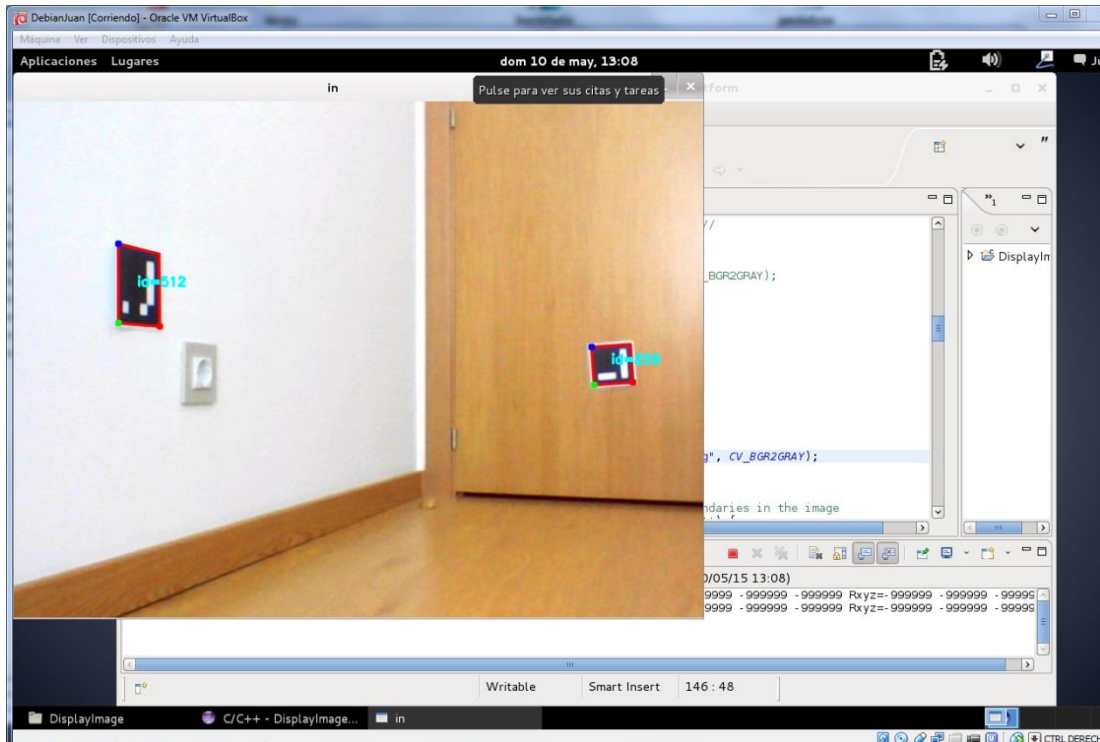 DebianJuan [Corriendo] - Oracle VM VirtualBox
Máquina Ver Dispositivos Ayuda
Aplicaciones Lugares dom 10 de may, 13:08 Ju
in
Pulse para ver sus citas y tareas
tform
"
"1
//
_BGR2GRAY);
DisplayIm
id=512
g", CV_BGR2GRAY);
ndaries in the image
0/05/15 13:08)
9999 -999999 -999999 Rxyz=-999999 -999999 -99999
9999 -999999 -999999 Rxyz=-999999 -999999 -99999
Writable Smart Insert 146 : 48
DisplayImage C/C++ - DisplayImage... in
CTRL DERECH